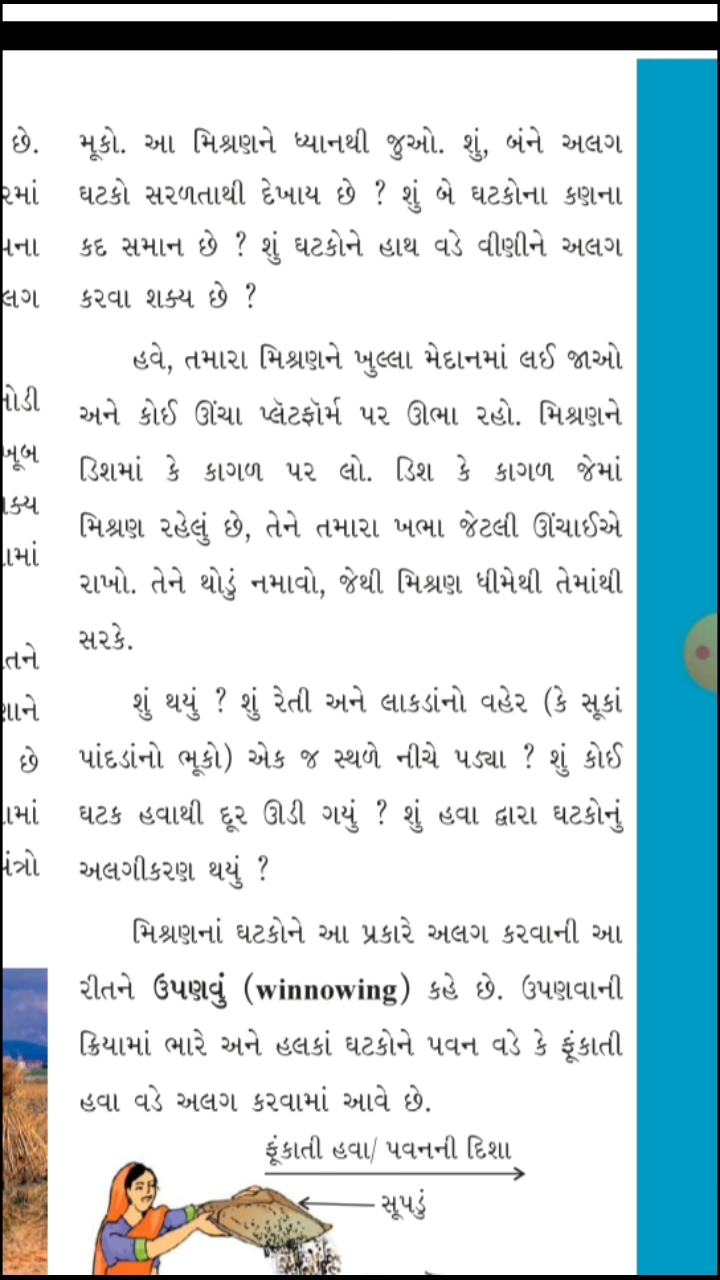 છે.
મૂકો. આ મિશ્રણને ધ્યાનથી જુઓ. શું, બંને અલગ
ઘટકો સરળતાથી દેખાય છે ? શું બે ઘટકોના કણના
કદ સમાન છે ? શું ઘટકોને હાથ વડે વીણીને અલગ
કરવા શક્ય છે ?
હવે, તમારા મિશ્રણને ખુલ્લા મેદાનમાં લઈ જાઓ
અને કોઈ ઊંચા પ્લૅટફૉર્મ પર ઊભા રહો. મિશ્રણને
ડિશમાં કે કાગળ પર લો. ડિશ કે કાગળ જેમાં
મિશ્રણ રહેલું છે, તેને તમારા ખભા જેટલી ઊંચાઈએ
રાખો. તેને થોડું નમાવો, જેથી મિશ્રણ ધીમેથી તેમાંથી
સરકે.
શું થયું ? શું રેતી અને લાકડાંનો વહેર (કે સૂકાં
પાંદડાંનો ભૂકો) એક જ સ્થળે નીચે પડ્યા ? શું કોઈ
છે
ઘટક હવાથી દૂર ઊડી ગયું ? શું હવા દ્વારા ઘટકોનું
અલગીકરણ થયું ?
મિશ્રણનાં ઘટકોને આ પ્રકારે અલગ કરવાની આ
રીતને ઉપણવું (winnowing) કહે છે. ઉપણવાની
ક્રિયામાં ભારે અને હલકાં ઘટકોને પવન વડે કે ફૂંકાતી
હવા વડે અલગ કરવામાં આવે છે.
ફૂંકાતી હવા/ પવનની દિશા
સૂપડું